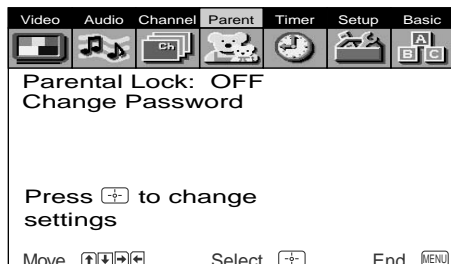 Video Audio Channel Parent Timer Setup Basic
Ch A B C
Parental Lock: OFF
Change Password
Press to change
settings
Move Select End MENU